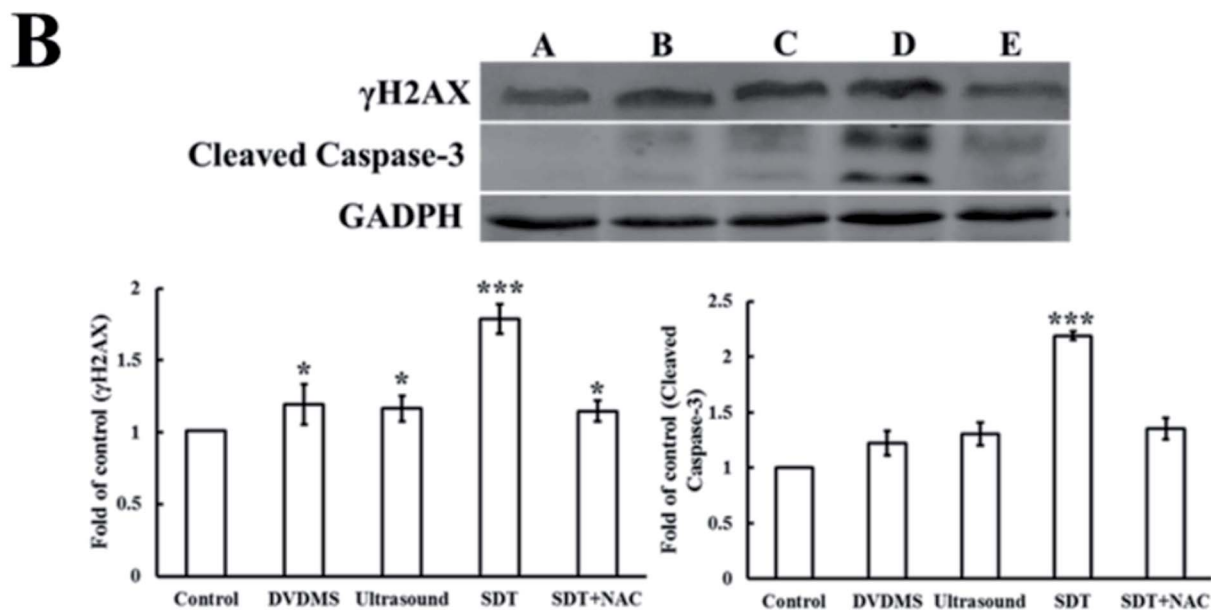 B
A B C D E
γH2AX
Cleaved Caspase-3
GADPH
Fold of control (γH2AX)
2
1.5
1
0.5
0
* * *** *
Control DVDMS Ultrasound SDT SDT+NAC
Fold of control (Cleaved
Caspase-3)
2.5
2
1.5
1
0.5
0
***
Control DVDMS Ultrasound SDT SDT+NAC